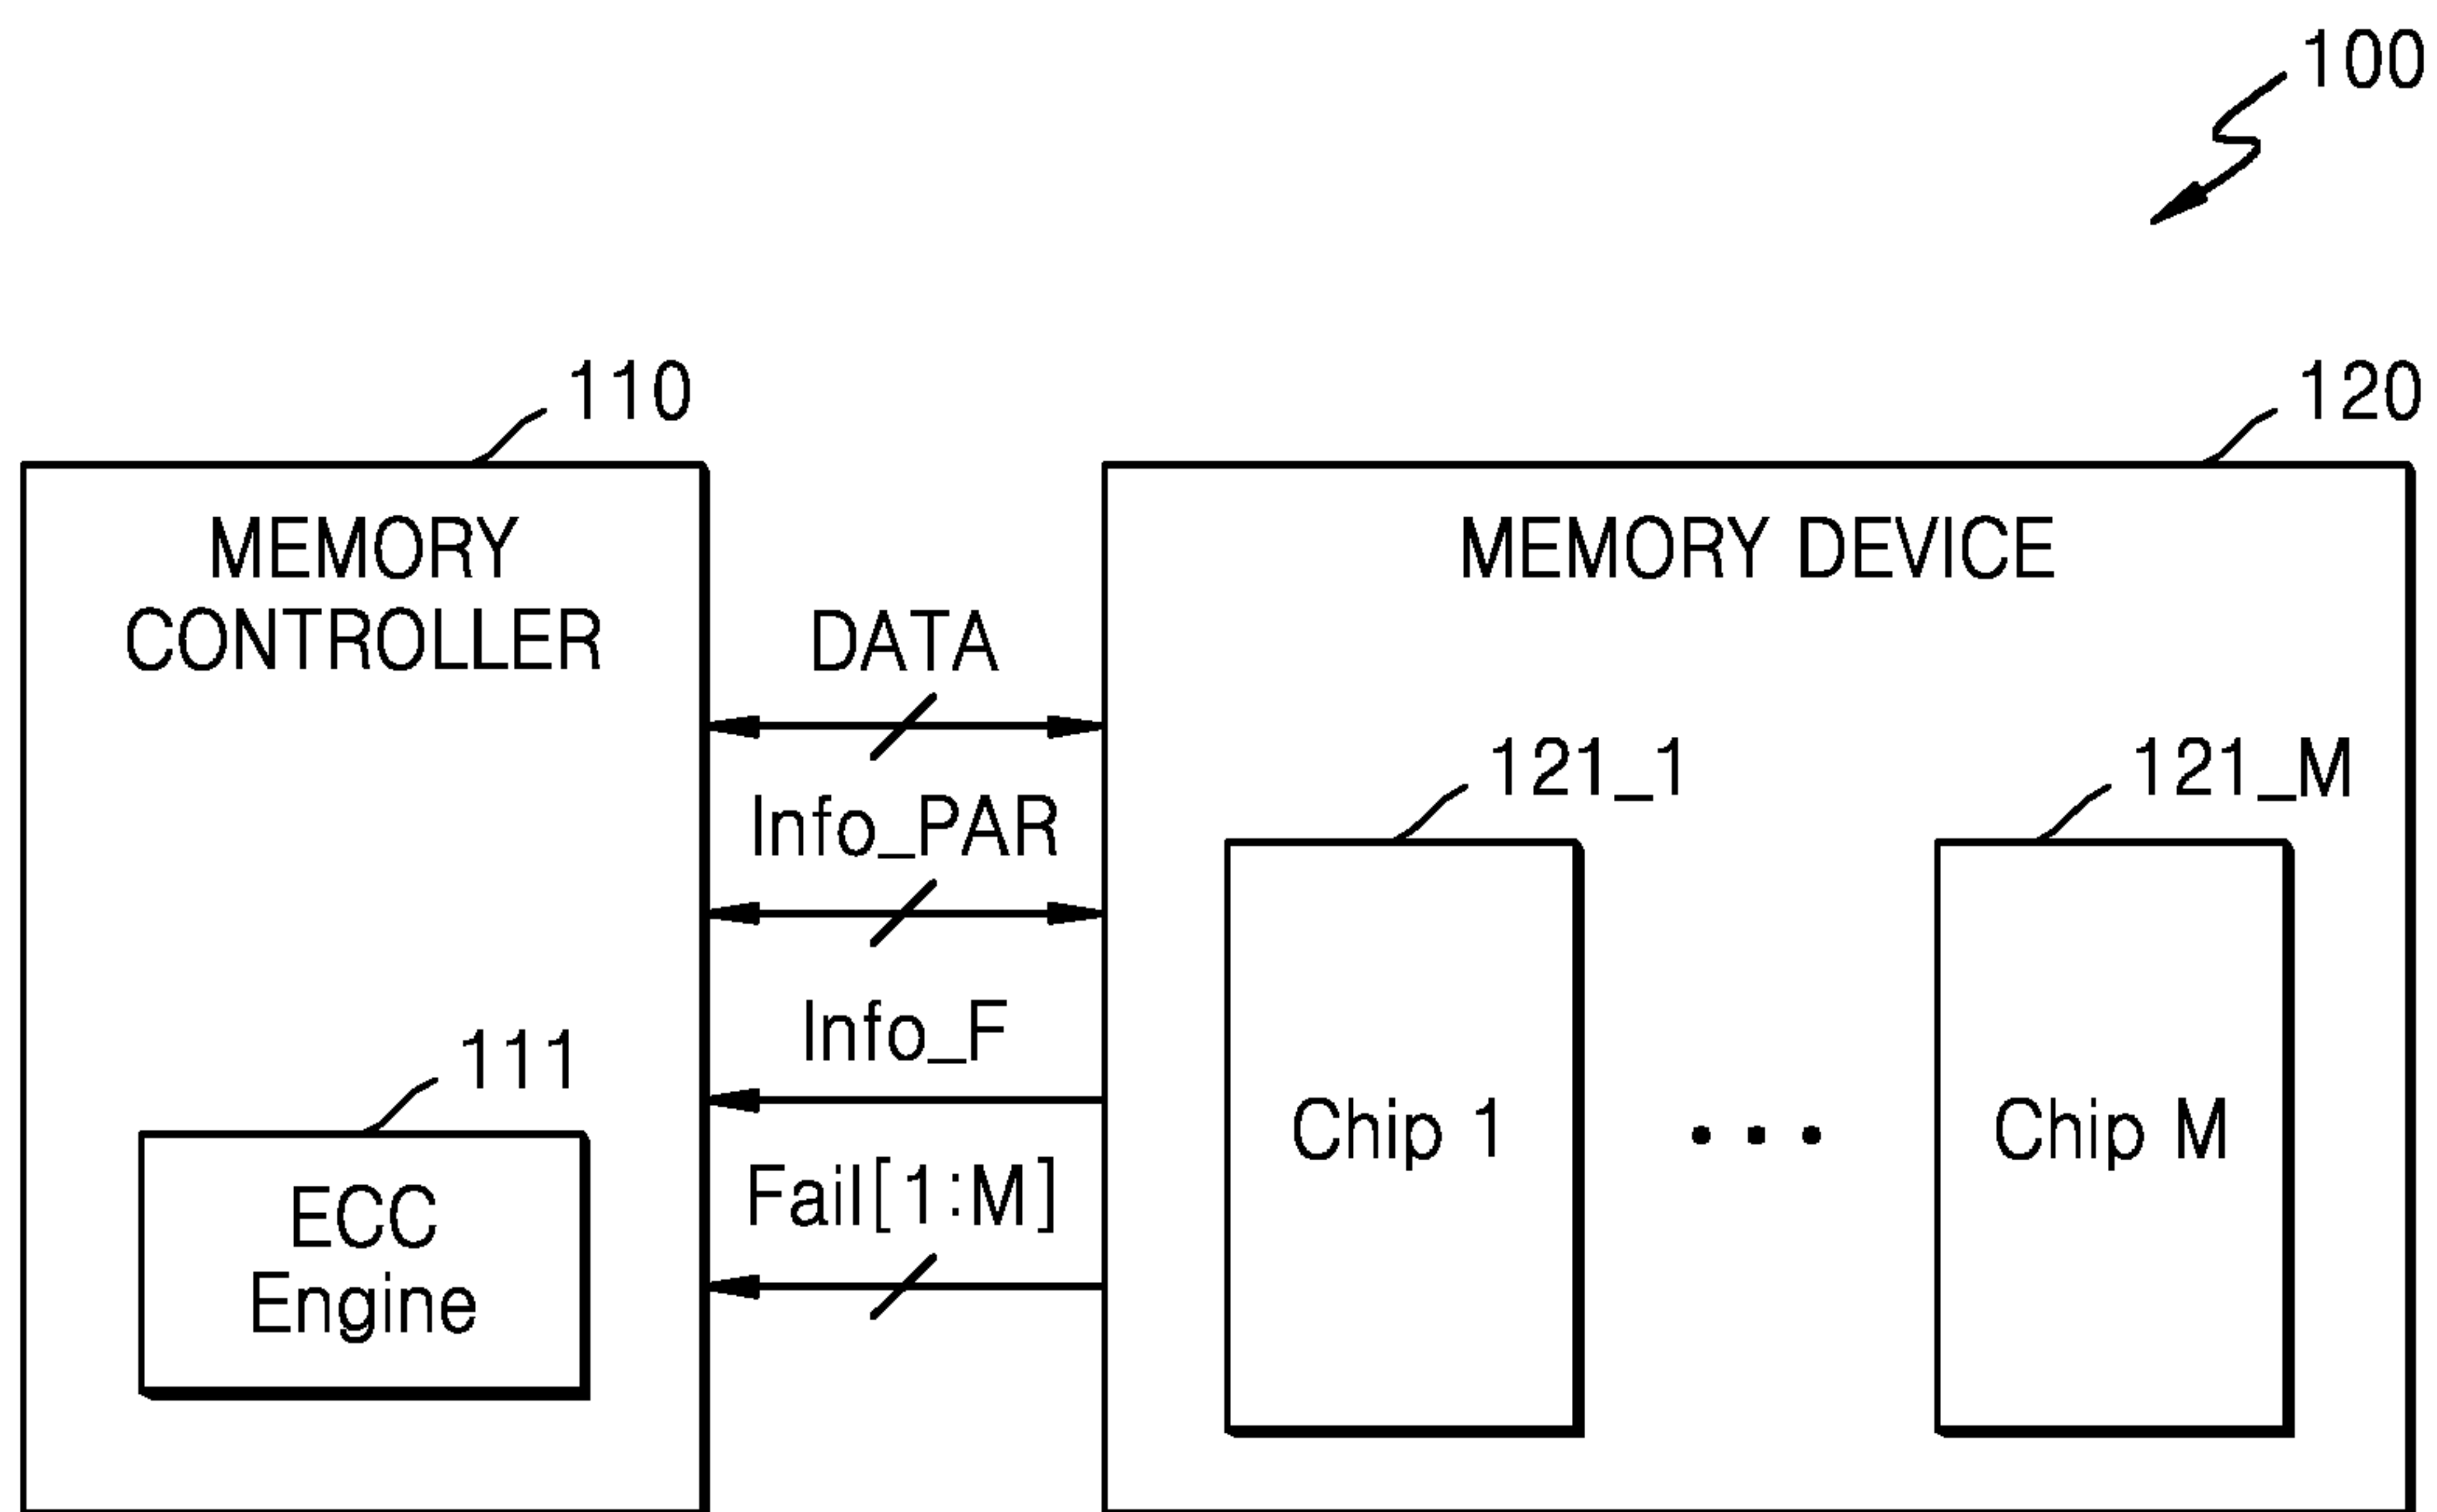 100
110
120
MEMORY
CONTROLLER
MEMORY DEVICE
DATA
121_1
121_M
Info_PAR
Info_F
111
Chip 1
Chip M
Fail[1:M]
ECC
Engine